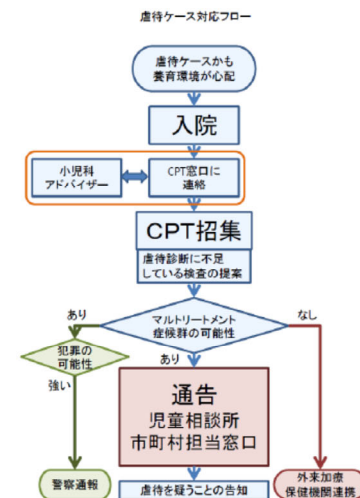 虐待ケース対応フロー
虐待ケースかも
養育環境が心配
入院
小児科
アドバイザー
CPT窓口に
連絡
CPT招集
虐待診断に不足
している検査の提案
マルトリートメント
症候群の可能性
あり
なし
犯罪の
可能性
あり
強い
通告
児童相談所
市町村担当窓口
警察通報
虐待を疑うことの告知
外来加療
保健機関連携